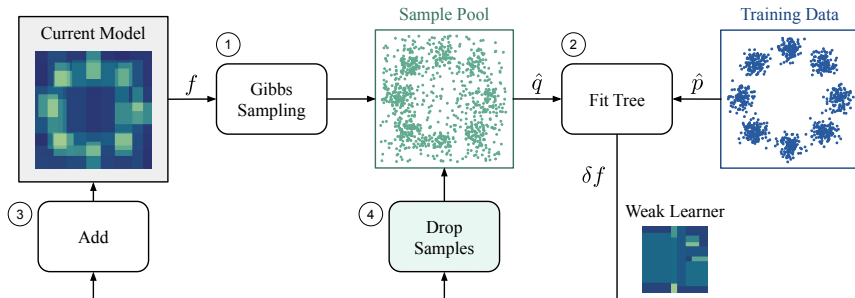 Current Model
Sample Pool
Training Data
1
2
f
Gibbs
Sampling
q̂
Fit Tree
p̂
δf
3
Add
4
Drop
Samples
Weak Learner